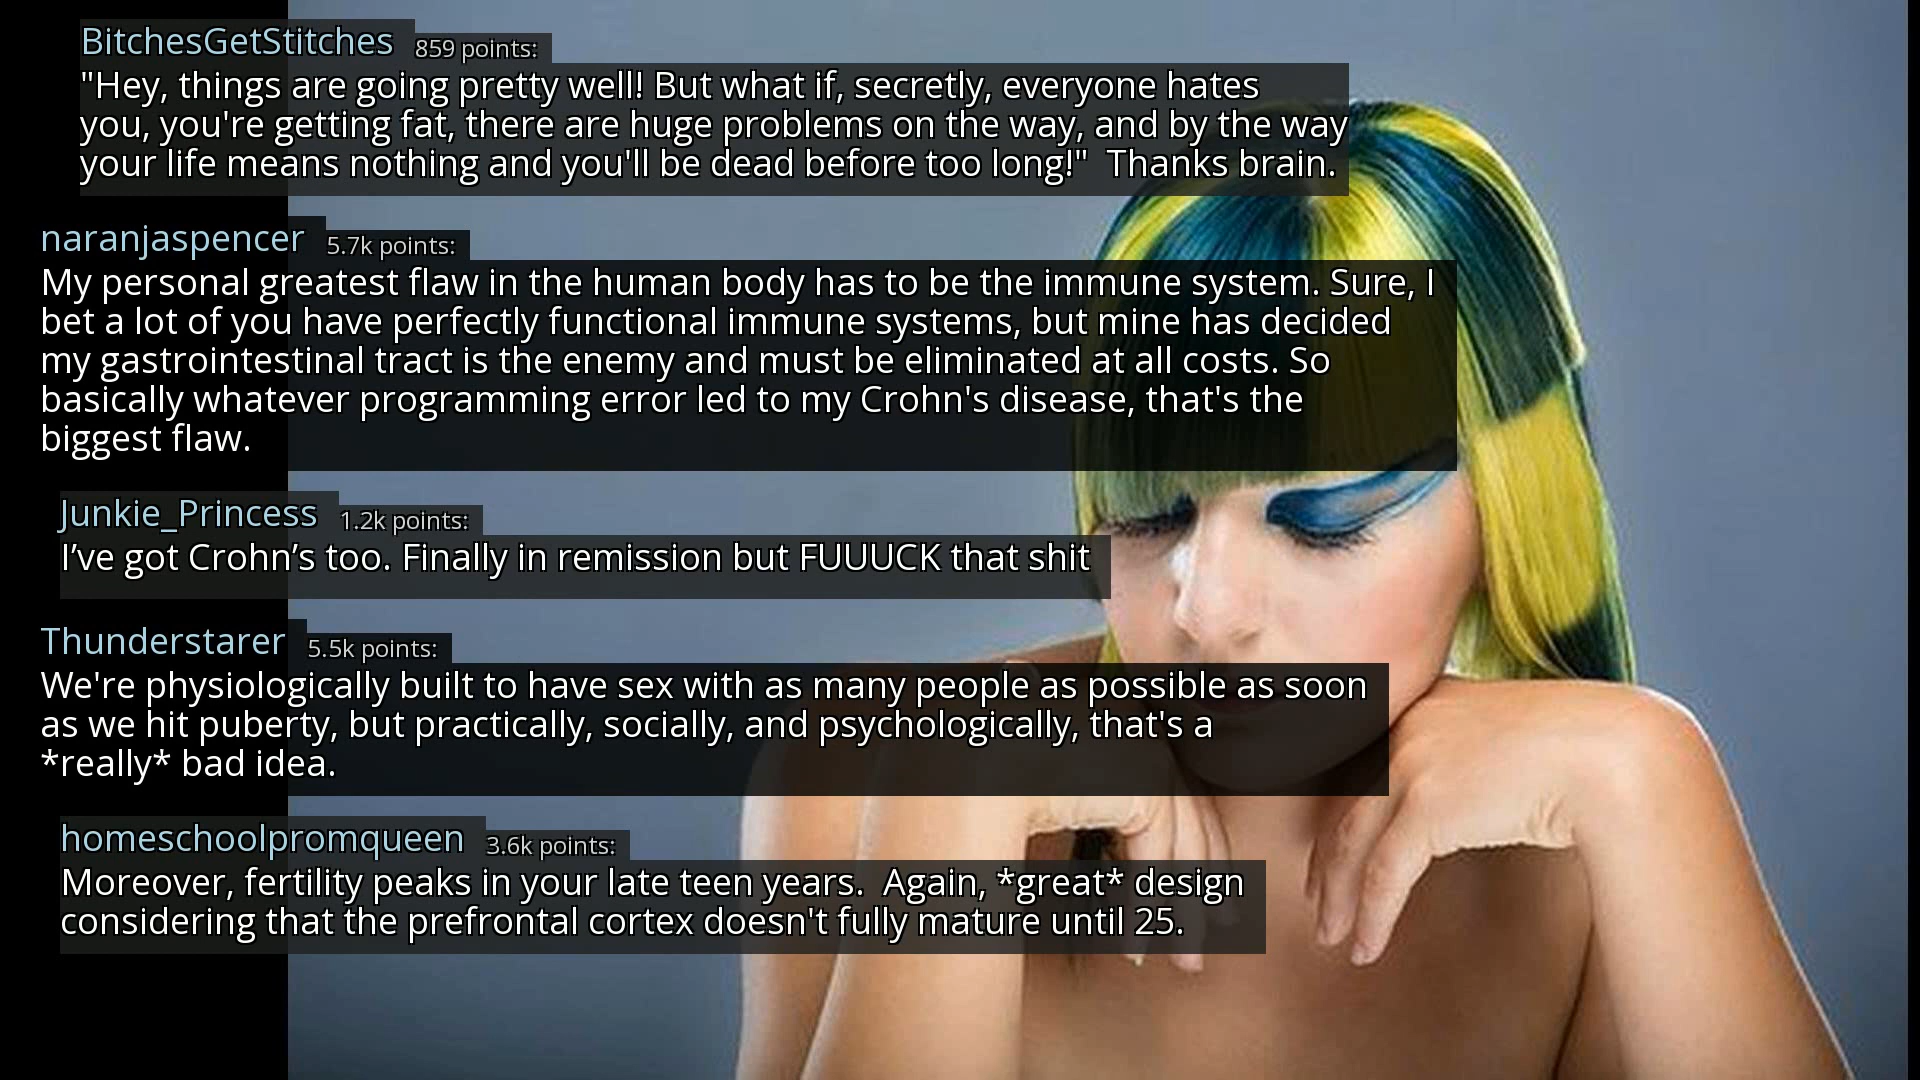 BitchesGetStitches 859 points:
"Hey, things are going pretty well! But what if, secretly, everyone hates
you, you're getting fat, there are huge problems on the way, and by the way
your life means nothing and you'll be dead before too long!"  Thanks brain.
naranjaspencer 5.7k points:
My personal greatest flaw in the human body has to be the immune system. Sure, I
bet a lot of you have perfectly functional immune systems, but mine has decided
my gastrointestinal tract is the enemy and must be eliminated at all costs. So
basically whatever programming error led to my Crohn's disease, that's the
biggest flaw.
Junkie_Princess 1.2k points:
I’ve got Crohn’s too. Finally in remission but FUUUCK that shit
Thunderstarer 5.5k points:
We're physiologically built to have sex with as many people as possible as soon
as we hit puberty, but practically, socially, and psychologically, that's a
*really* bad idea.
homeschoolpromqueen 3.6k points:
Moreover, fertility peaks in your late teen years.  Again, *great* design
considering that the prefrontal cortex doesn't fully mature until 25.